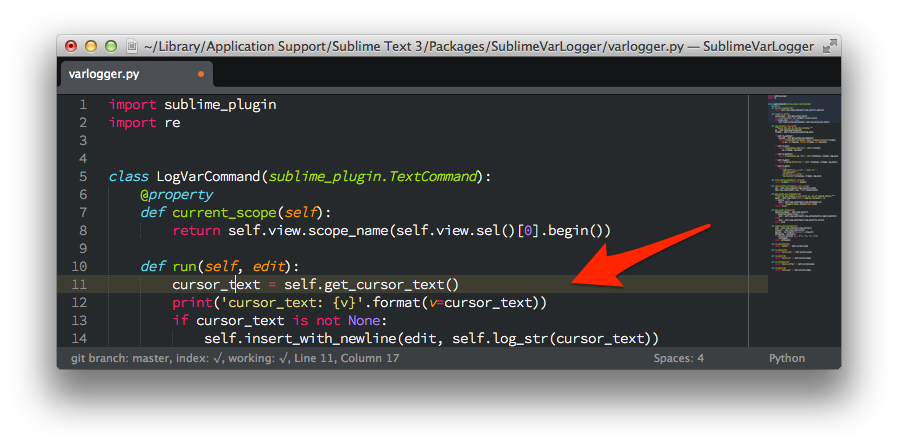 ~/Library/Application Support/Sublime Text 3/Packages/SublimeVarLogger/varlogger.py — SublimeVarLogger
varlogger.py
1 import sublime_plugin
2 import re
3
4
5 class LogVarCommand(sublime_plugin.TextCommand):
6     @property
7     def current_scope(self):
8         return self.view.scope_name(self.view.sel()[0].begin())
9
10     def run(self, edit):
11         cursor_text = self.get_cursor_text()
12         print('cursor_text: {v}'.format(v=cursor_text))
13         if cursor_text is not None:
14             self.insert_with_newline(edit, self.log_str(cursor_text))
git branch: master, index: √, working: √, Line 11, Column 17 Spaces: 4 Python